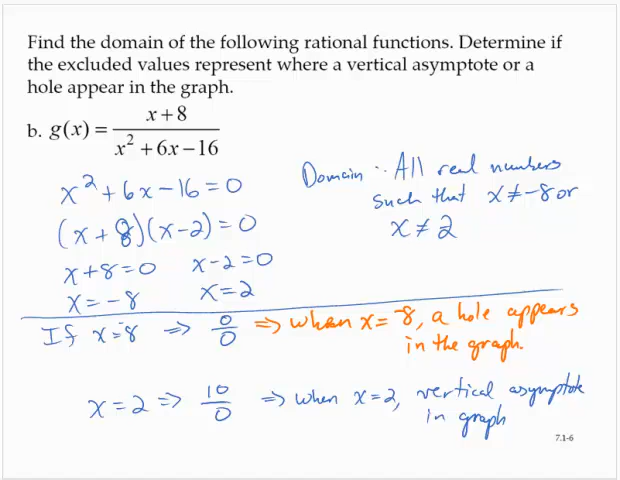 Find the domain of the following rational functions. Determine if
the excluded values represent where a vertical asymptote or a
hole appear in the graph.
b. g(x) = (x + 8) / (x² + 6x − 16)
x² + 6x − 16 = 0
(x + 8)(x − 2) = 0
x + 8 = 0   x − 2 = 0
x = −8   x = 2
Domain : All real numbers
such that x ≠ −8 or
x ≠ 2
If x = −8 ⇒ 0/0 ⇒ when x = −8, a hole appears
in the graph.
x = 2 ⇒ 10/0 ⇒ when x = 2, vertical asymptote
in graph
7.1-6